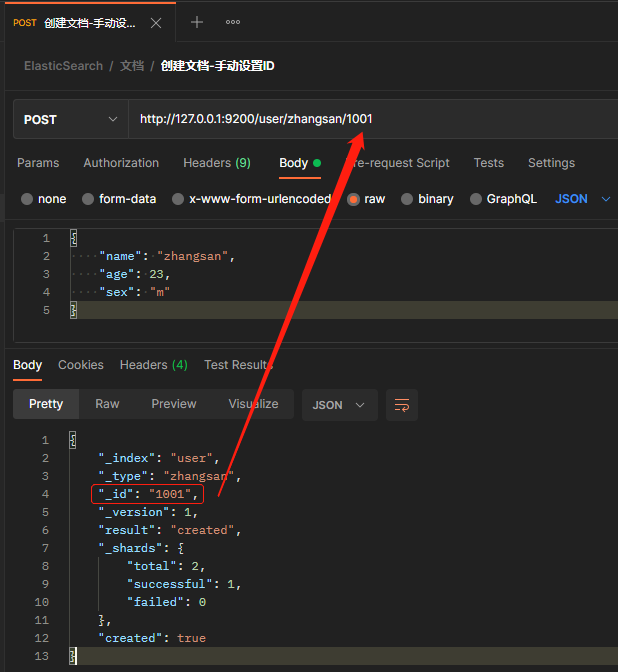 POST 创建文档-手动设...
ElasticSearch / 文档 / 创建文档-手动设置ID
POST http://127.0.0.1:9200/user/zhangsan/1001
Params Authorization Headers (9) Body re-request Script Tests Settings
none form-data x-www-form-urlencoded raw binary GraphQL JSON
1 {
2 "name": "zhangsan",
3 "age": 23,
4 "sex": "m"
5 }
Body Cookies Headers (4) Test Results
Pretty Raw Preview Visualize JSON
1 {
2 "_index": "user",
3 "_type": "zhangsan",
4 "_id": "1001",
5 "_version": 1,
6 "result": "created",
7 "_shards": {
8 "total": 2,
9 "successful": 1,
10 "failed": 0
11 },
12 "created": true
13 }